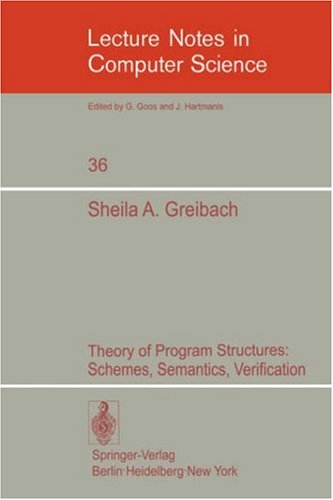 Lecture Notes in
Computer Science
Edited by G. Goos and J. Hartmanis
36
Sheila A. Greibach
Theory of Program Structures:
Schemes, Semantics, Verification
Springer-Verlag
Berlin·Heidelberg·New York